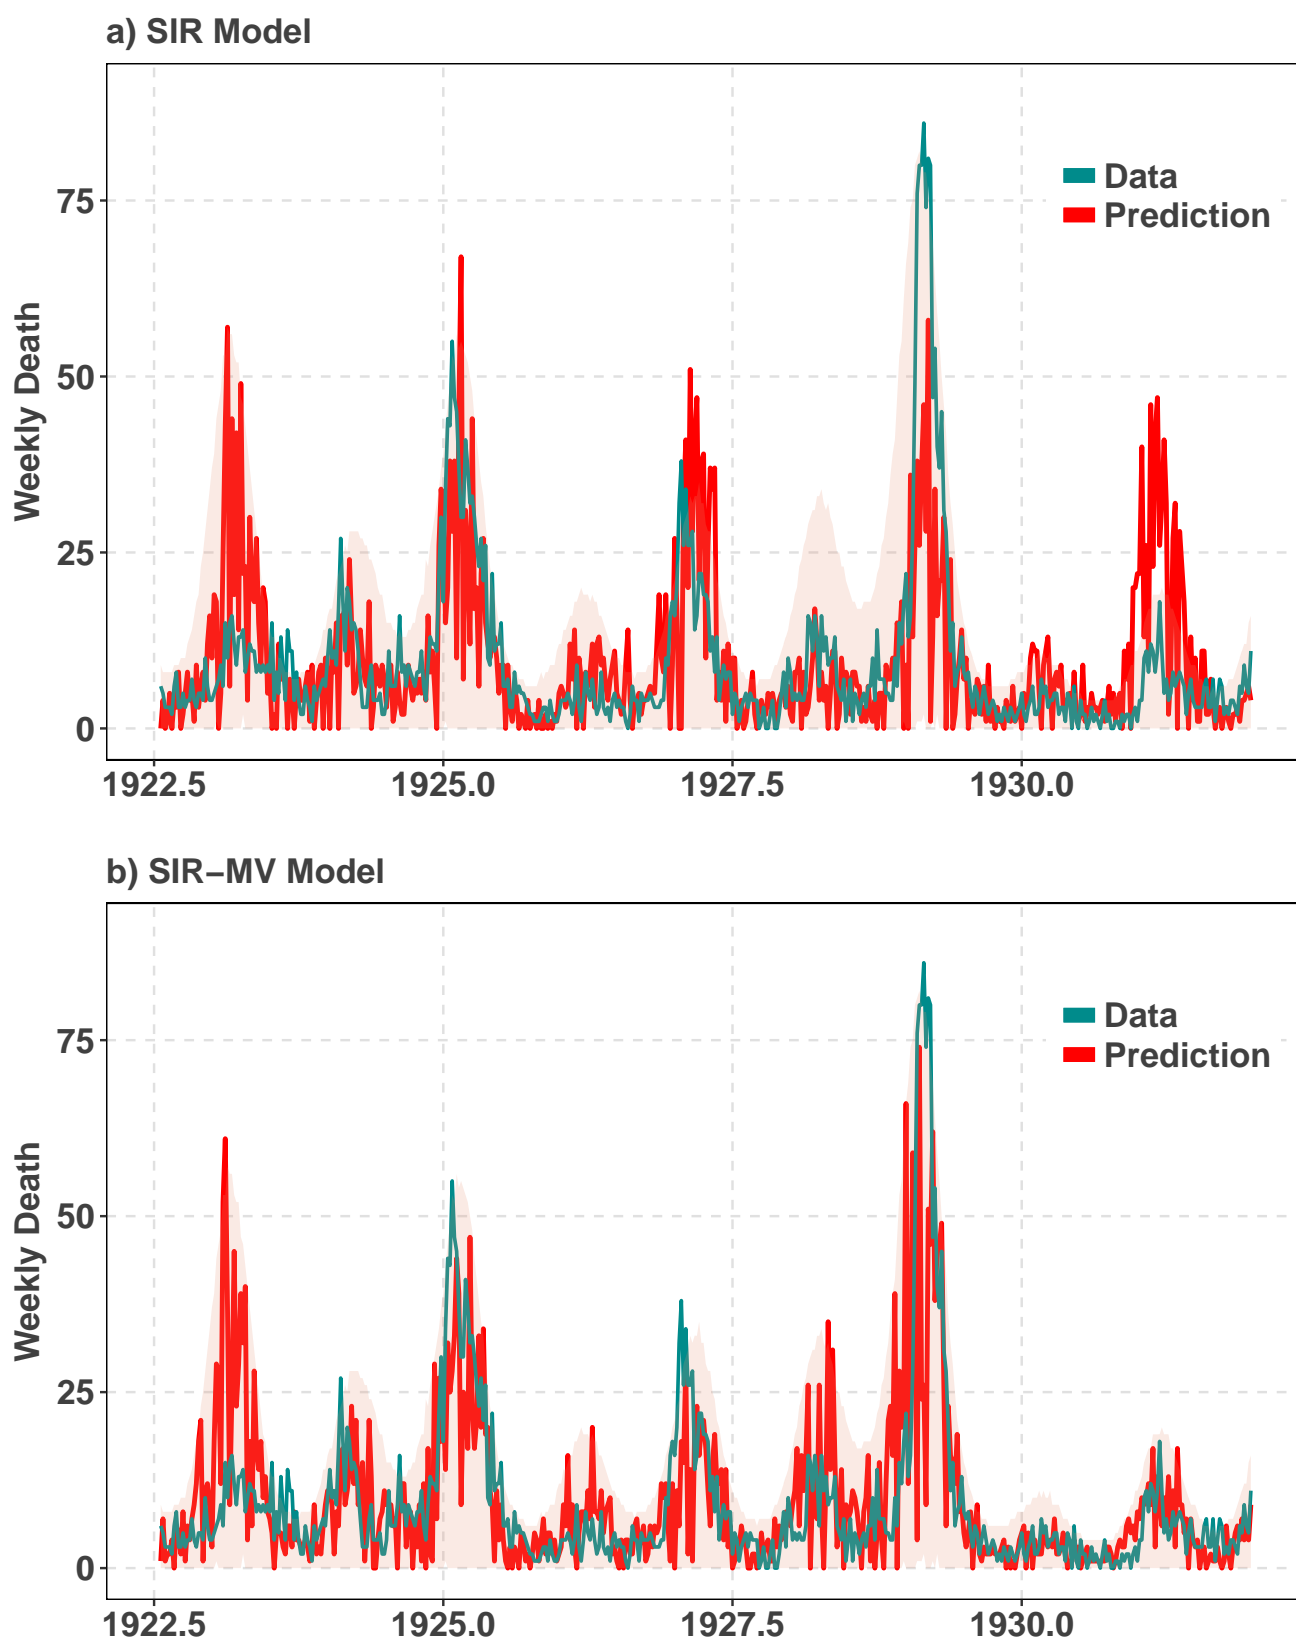 a) SIR Model
Weekly Death
75
50
25
0
Data
Prediction
1922.5 1925.0 1927.5 1930.0
b) SIR−MV Model
Weekly Death
75
50
25
0
Data
Prediction
1922.5 1925.0 1927.5 1930.0